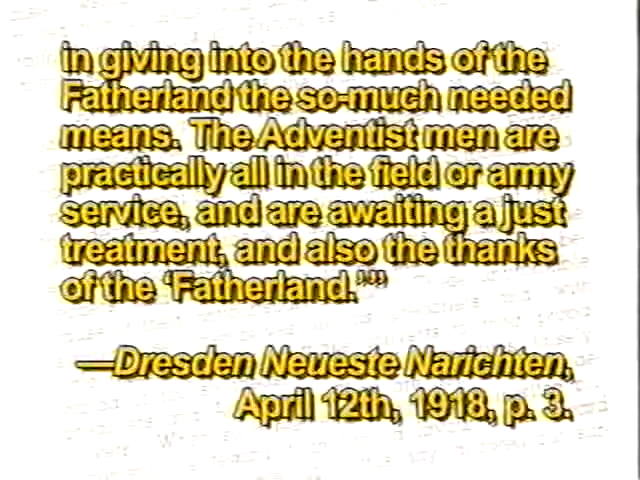 in giving into the hands of the
Fatherland the so-much needed
means. The Adventist men are
practically all in the field or army
service, and are awaiting a just
treatment, and also the thanks
of the ‘Fatherland.’”
—Dresden Neueste Narichten,
April 12th, 1918, p. 3.